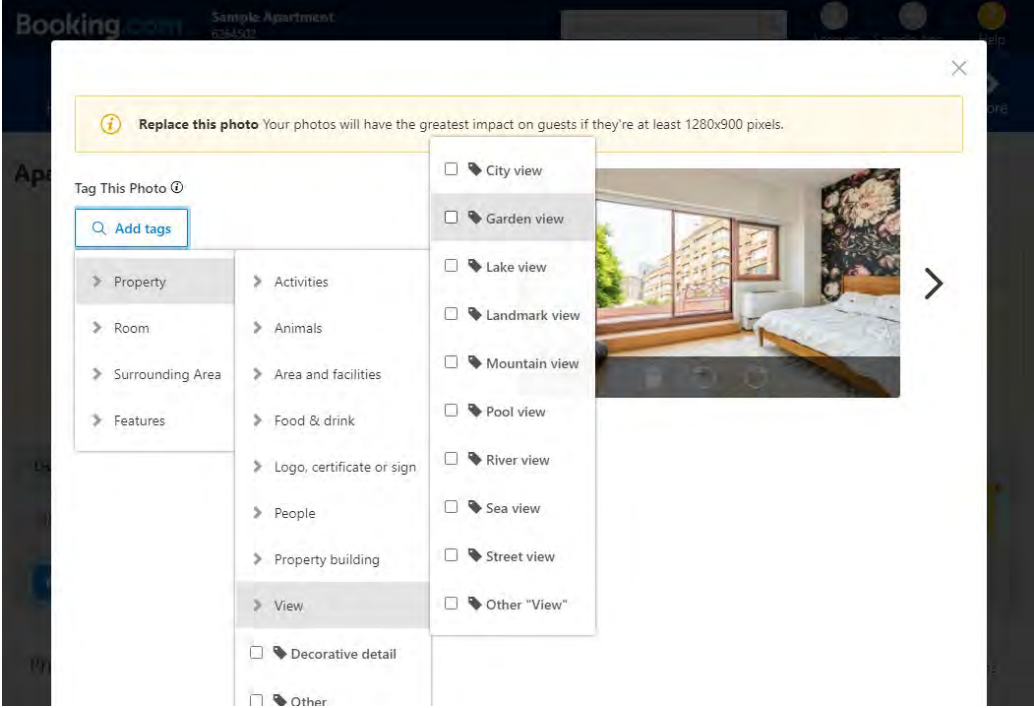 Booking.com
Sample Apartment
6264502
Help
Replace this photo Your photos will have the greatest impact on guests if they're at least 1280x900 pixels.
Tag This Photo
Add tags
Property
Room
Surrounding Area
Features
Activities
Animals
Area and facilities
Food & drink
Logo, certificate or sign
People
Property building
View
Decorative detail
Other
City view
Garden view
Lake view
Landmark view
Mountain view
Pool view
River view
Sea view
Street view
Other "View"